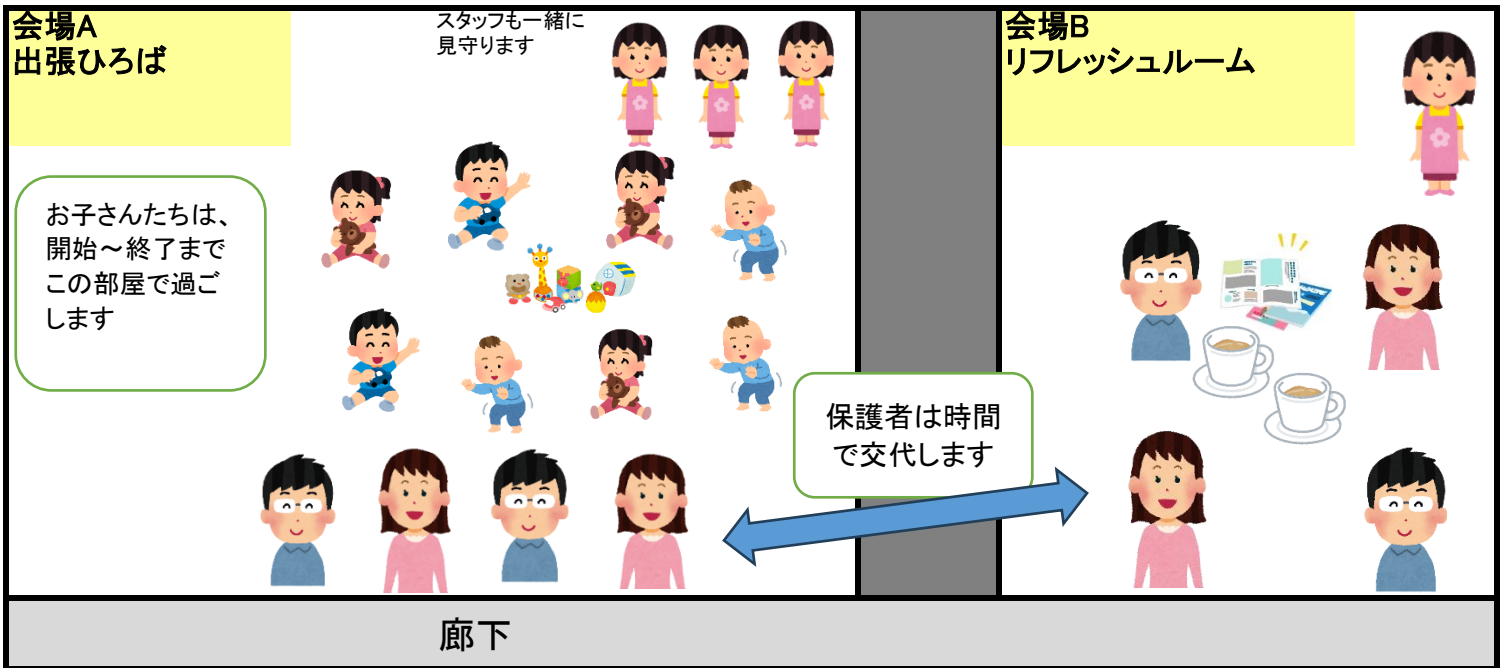 会場A
出張ひろば
スタッフも一緒に
見守ります
会場B
リフレッシュルーム
お子さんたちは、
開始～終了まで
この部屋で過ご
します
保護者は時間
で交代します
廊下